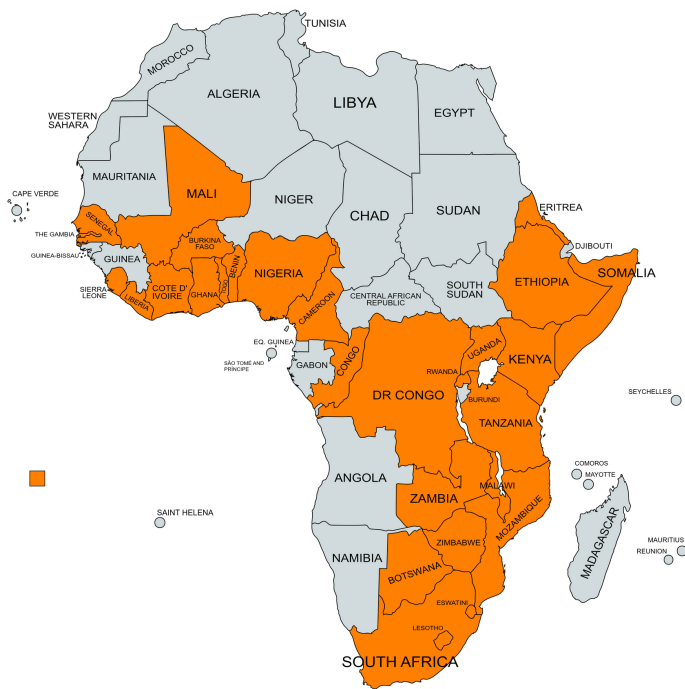 TUNISIA
MOROCCO
ALGERIA
LIBYA
EGYPT
WESTERN
SAHARA
MAURITANIA
MALI
NIGER
CHAD
SUDAN
ERITREA
CAPE VERDE
SENEGAL
THE GAMBIA
GUINEA-BISSAU
GUINEA
BURKINA
FASO
BENIN
TOGO
NIGERIA
DJIBOUTI
ETHIOPIA
SOMALIA
SIERRA
LEONE
LIBERIA
COTE D'
IVOIRE
GHANA
CAMEROON
CENTRAL AFRICAN
REPUBLIC
SOUTH
SUDAN
EQ. GUINEA
SÃO TOMÉ AND
PRÍNCIPE
GABON
CONGO
UGANDA
KENYA
RWANDA
DR CONGO
BURUNDI
TANZANIA
SEYCHELLES
ANGOLA
ZAMBIA
MALAWI
MOZAMBIQUE
COMOROS
MAYOTTE
SAINT HELENA
NAMIBIA
ZIMBABWE
BOTSWANA
MADAGASCAR
MAURITIUS
REUNION
ESWATINI
LESOTHO
SOUTH AFRICA